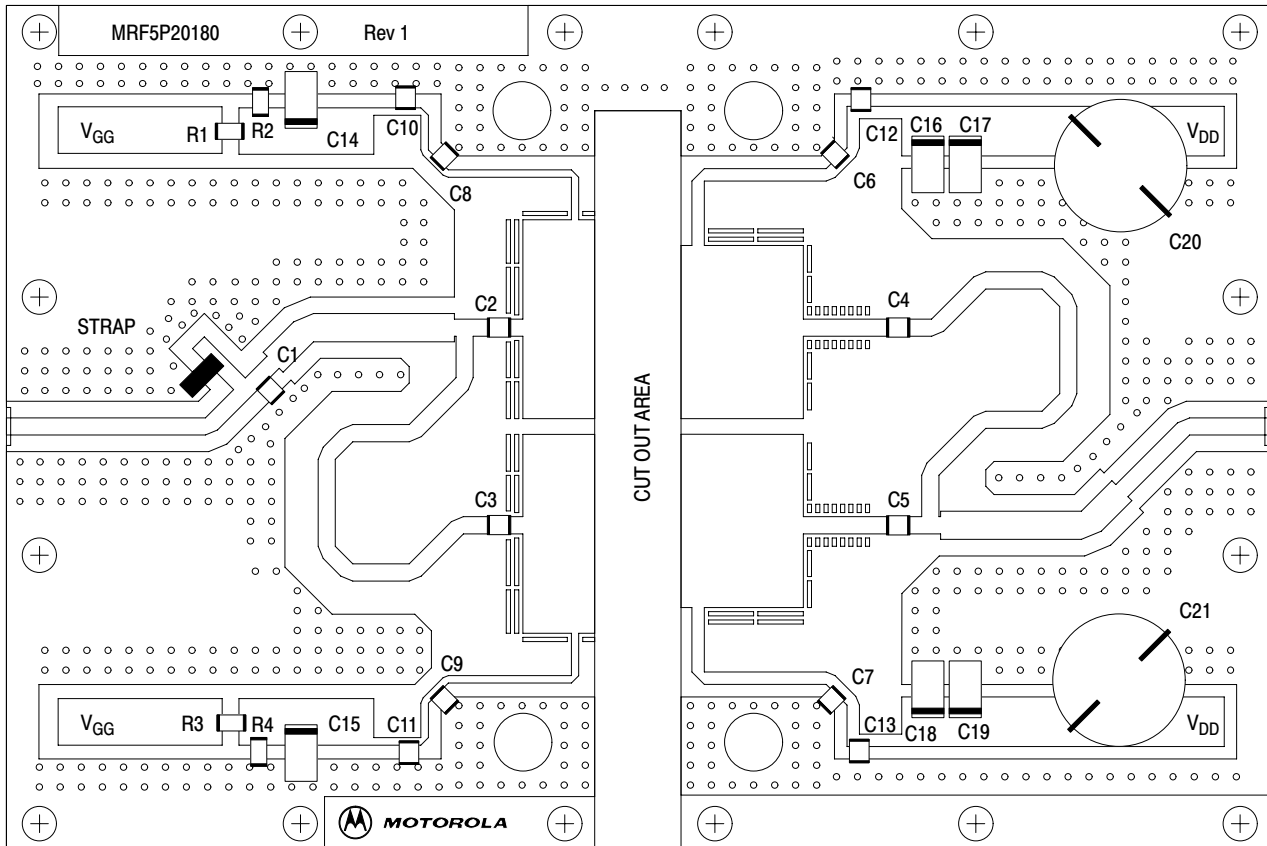 MRF5P20180 Rev 1
VGG
R1
R2
C14
C10
C8
C12
C16
C17
VDD
C6
C20
C2
C4
STRAP
C1
CUT OUT AREA
C3
C5
C21
C9
C7
VGG
R3
R4
C15
C11
C13
C18
C19
VDD
MOTOROLA